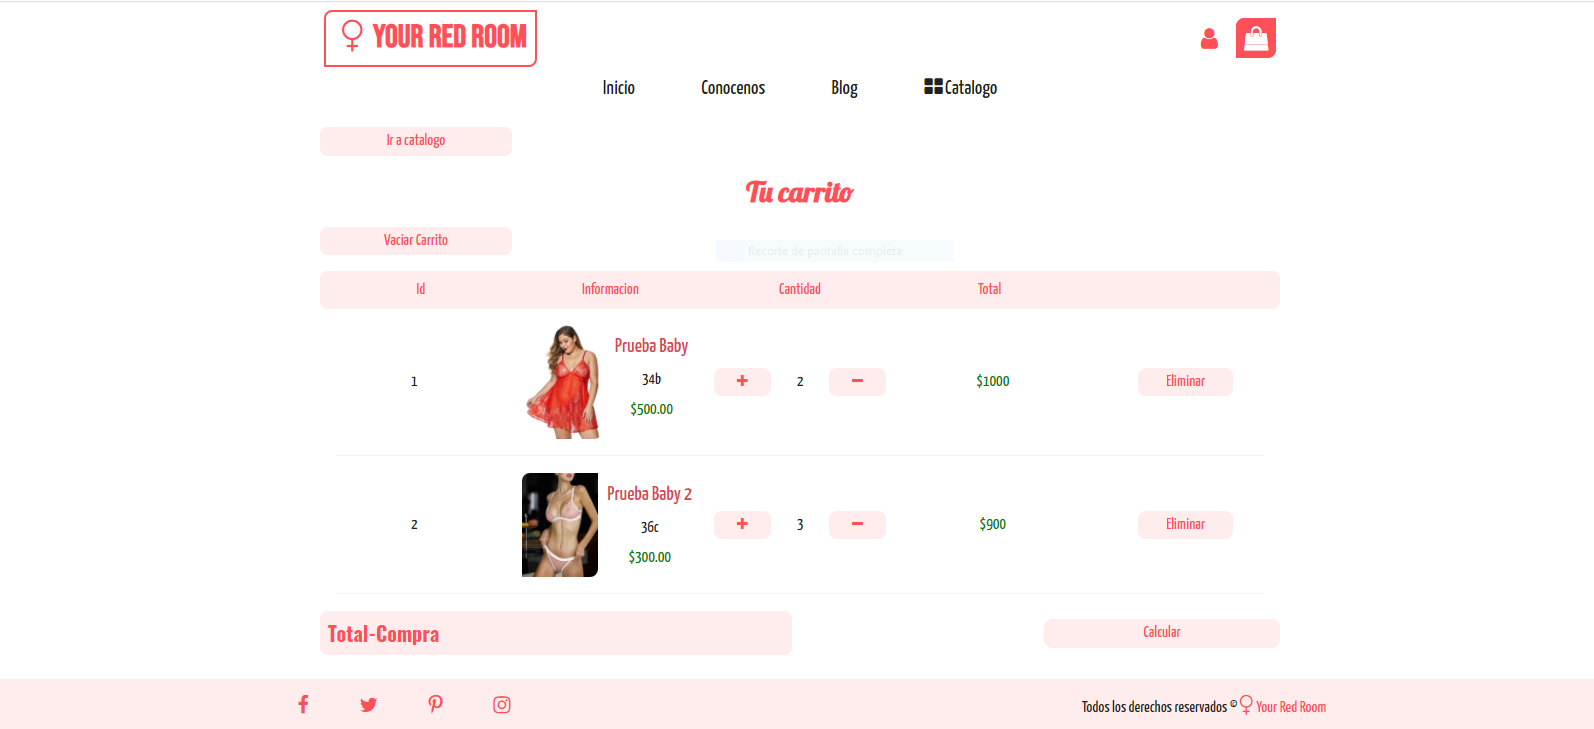 YOUR RED ROOM
Inicio Conocenos Blog Catalogo
Ir a catalogo
Tu carrito
Vaciar Carrito
Recorte de pantalla completa
Id Informacion Cantidad Total
Prueba Baby
34b
1 + 2 − $1000 Eliminar
$500.00
Prueba Baby 2
36c
2 + 3 − $900 Eliminar
$300.00
Total-Compra
Calcular
Todos los derechos reservados © Your Red Room